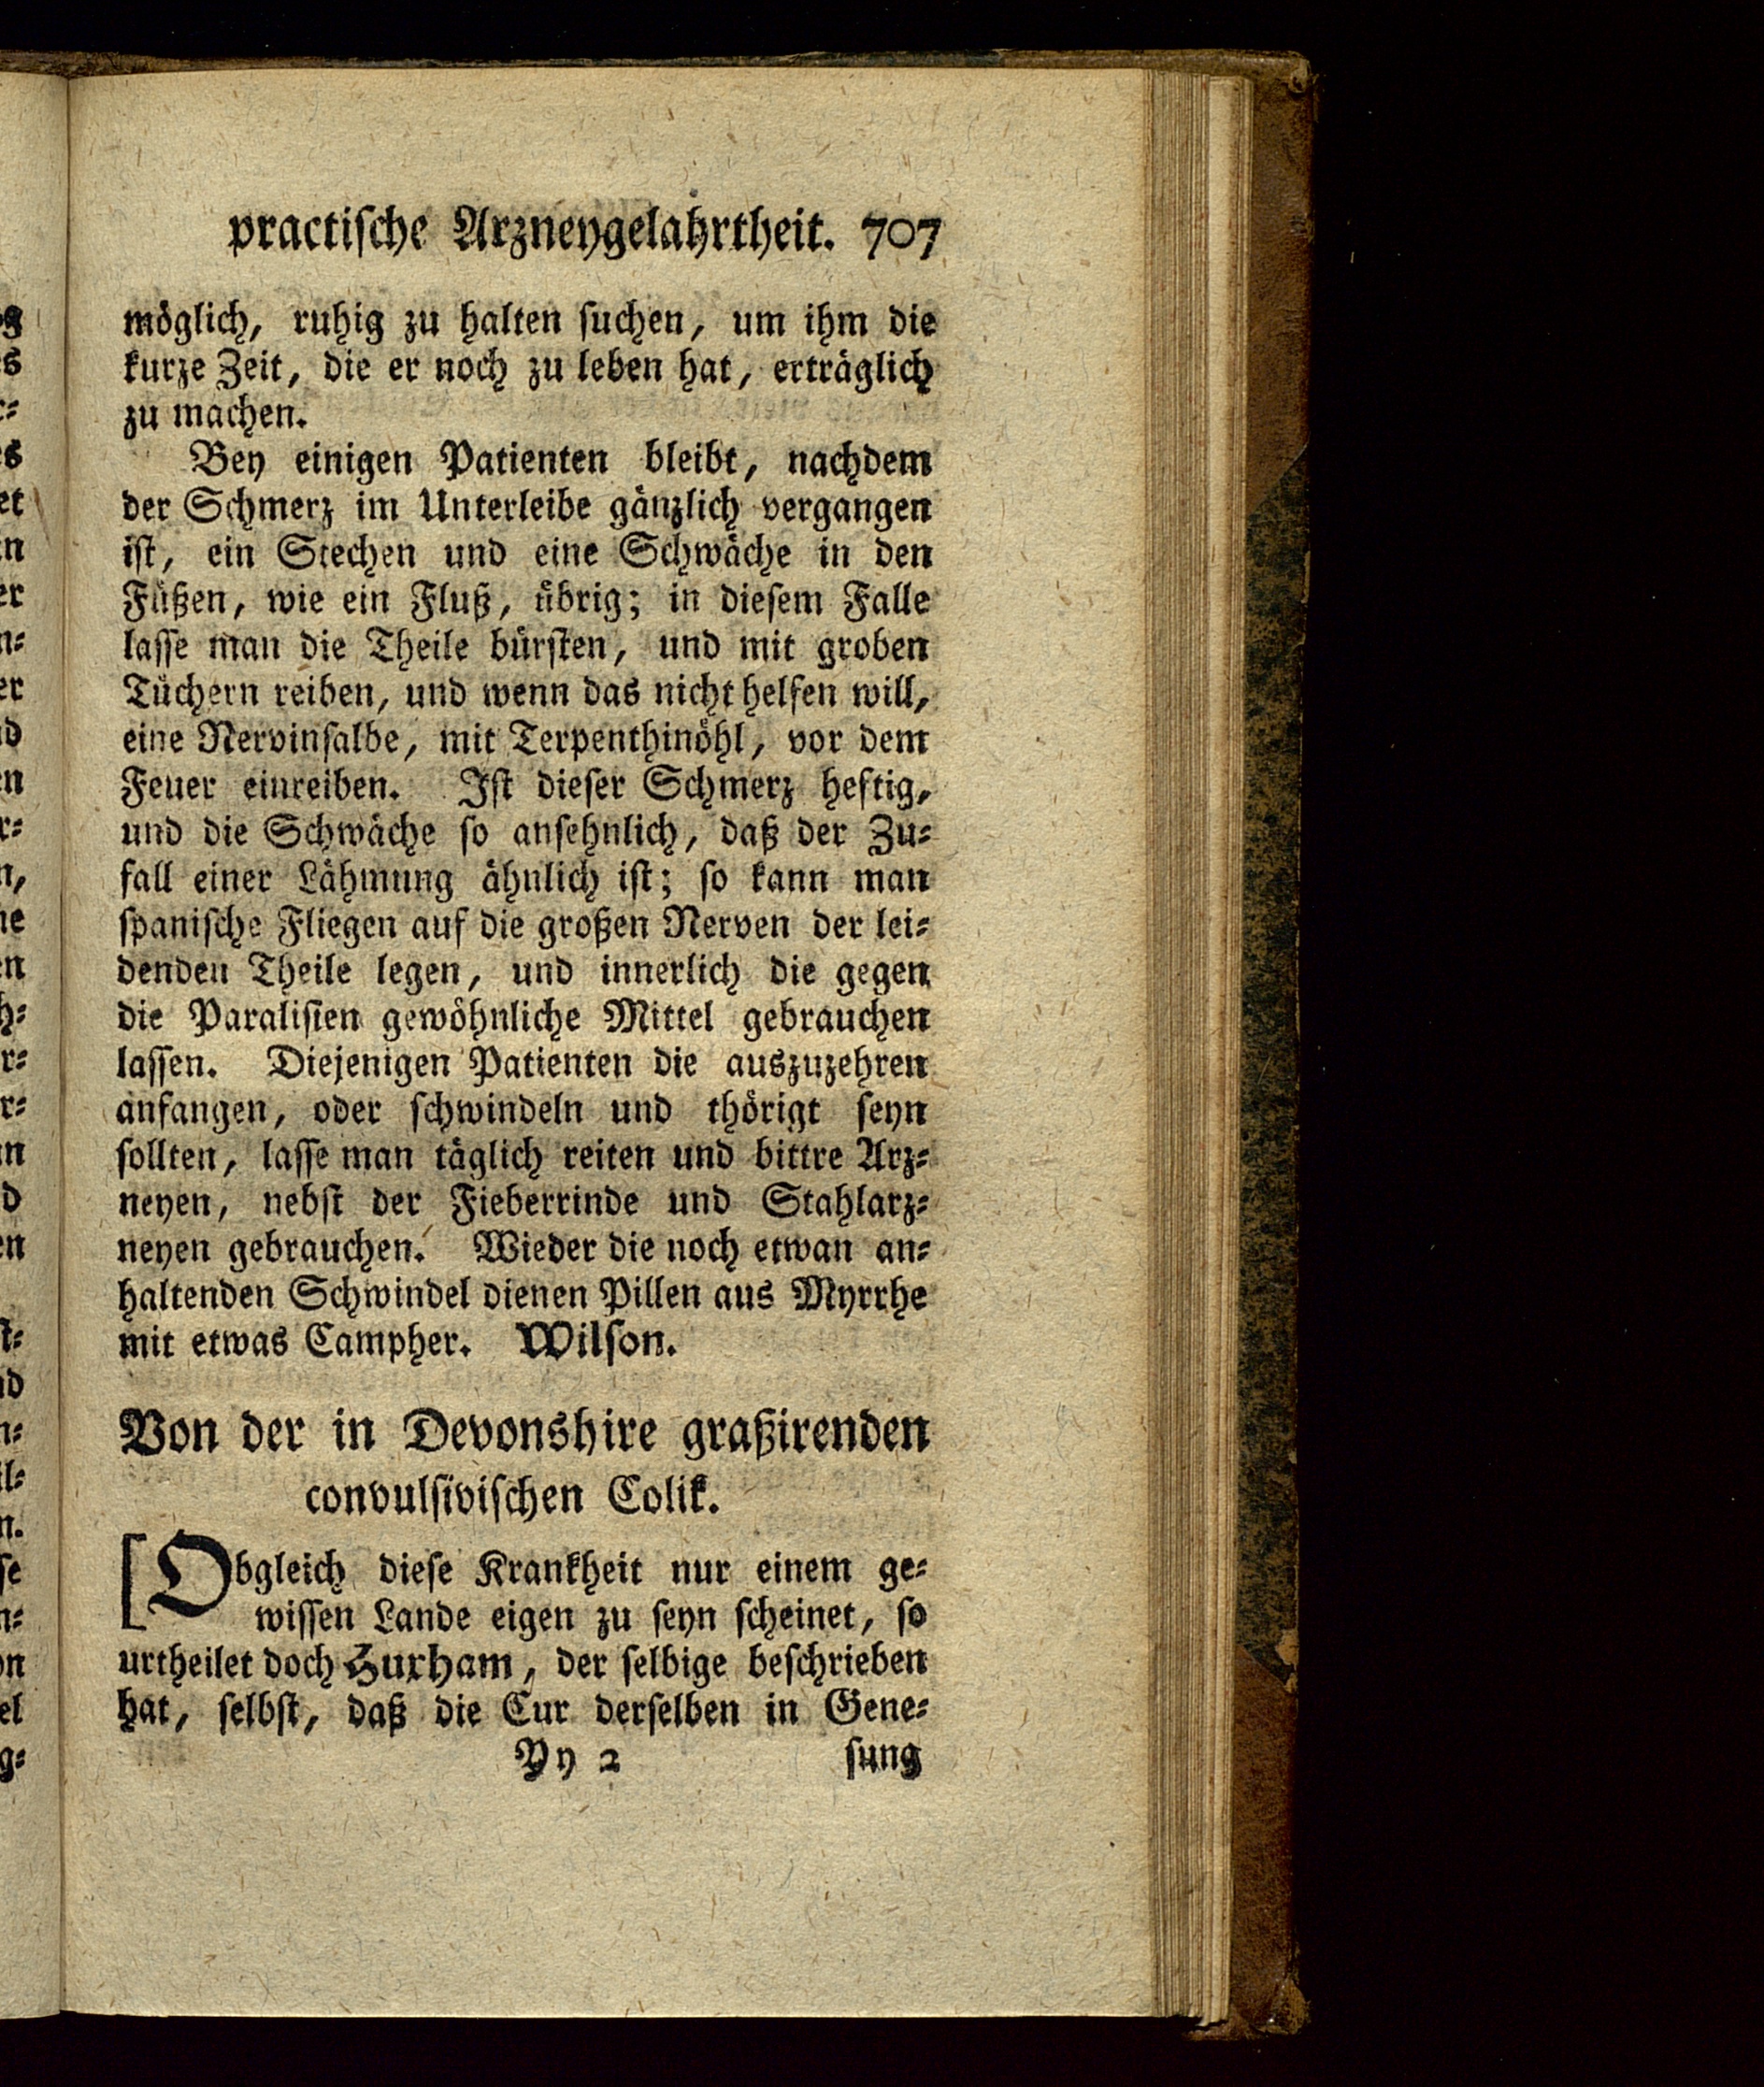 practische Arzneygelahrtheit. 707
möglich, ruhig zu halten suchen, um ihm die
kurze Zeit, die er noch zu leben hat, erträglich
zu machen.
Bey einigen Patienten bleibt, nachdem
der Schmerz im Unterleibe gänzlich vergangen
ist, ein Stechen und eine Schwäche in den
Füßen, wie ein Fluß, übrig; in diesem Falle
lasse man die Theile bürsten, und mit groben
Tüchern reiben, und wenn das nicht helfen will,
eine Nervinsalbe, mit Terpenthinöhl, vor dem
Feuer einreiben. Ist dieser Schmerz heftig,
und die Schwäche so ansehnlich, daß der Zu-
fall einer Lähmung ähnlich ist; so kann man
spanische Fliegen auf die großen Nerven der lei-
denden Theile legen, und innerlich die gegen
die Paralisien gewöhnliche Mittel gebrauchen
lassen. Diejenigen Patienten die auszuzehren
anfangen, oder schwindeln und thörigt seyn
sollten, lasse man täglich reiten und bittre Arz-
neyen, nebst der Fieberrinde und Stahlarz-
neyen gebrauchen. Wieder die noch etwan an-
haltenden Schwindel dienen Pillen aus Myrrhe
mit etwas Campher. Wilson.
Von der in Devonshire graßirenden
convulsivischen Colik.
[Obgleich diese Krankheit nur einem ge-
wissen Lande eigen zu seyn scheinet, so
urtheilet doch Huxham, der selbige beschrieben
hat, selbst, daß die Cur derselben in Gene-
Yy 2 sung